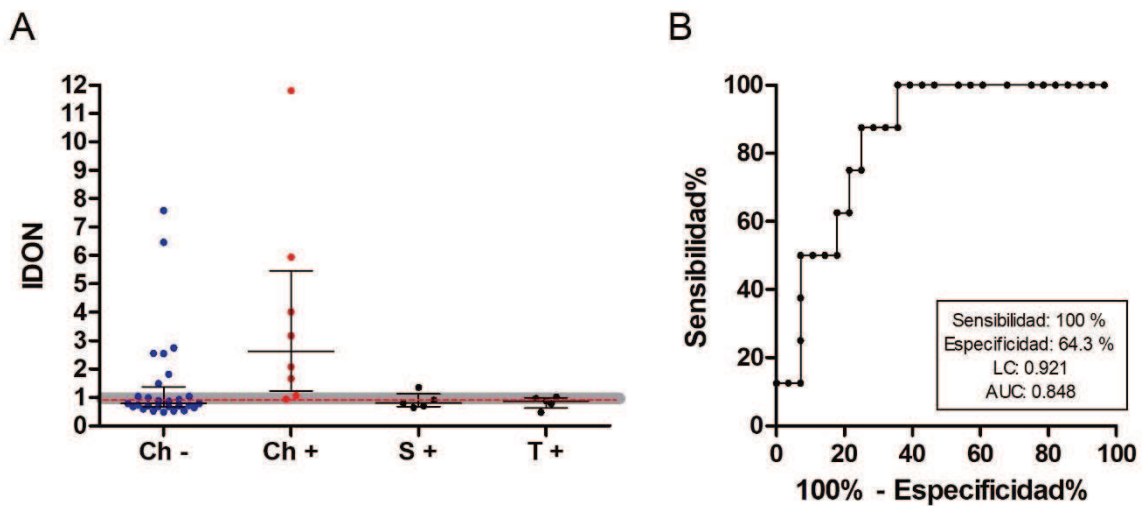 A
B
12
11
10
9
8
7
6
5
4
3
2
1
0
IDON
Ch -
Ch +
S +
T +
100
80
60
40
20
0
Sensibilidad%
Sensibilidad: 100 %
Especificidad: 64.3 %
LC: 0.921
AUC: 0.848
0 20 40 60 80 100
100% - Especificidad%